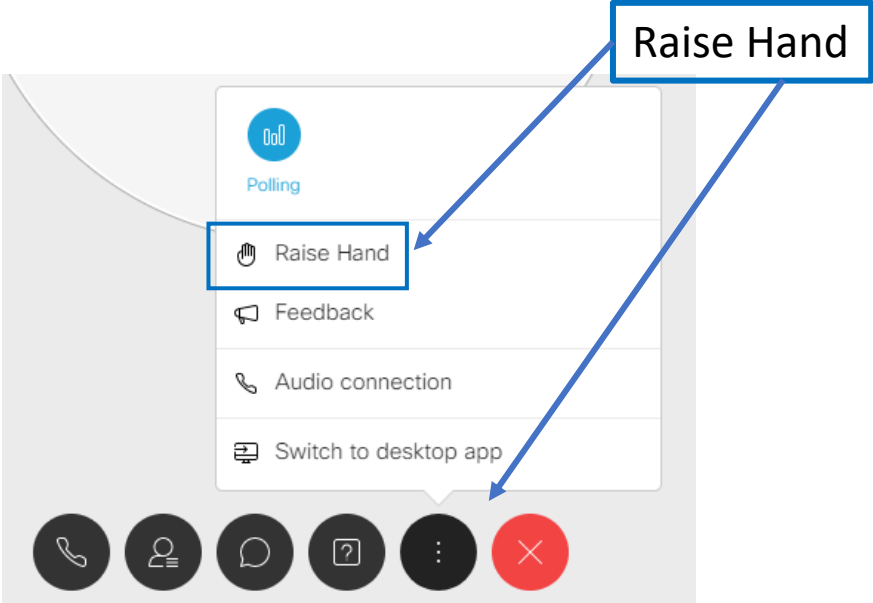 Raise Hand
Polling
Raise Hand
Feedback
Audio connection
Switch to desktop app
?